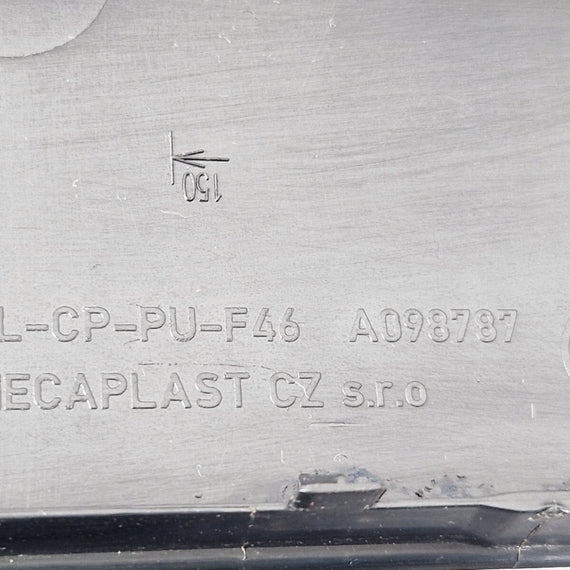 150
L-CP-PU-F46 A098787
ECAPLAST CZ s.r.o